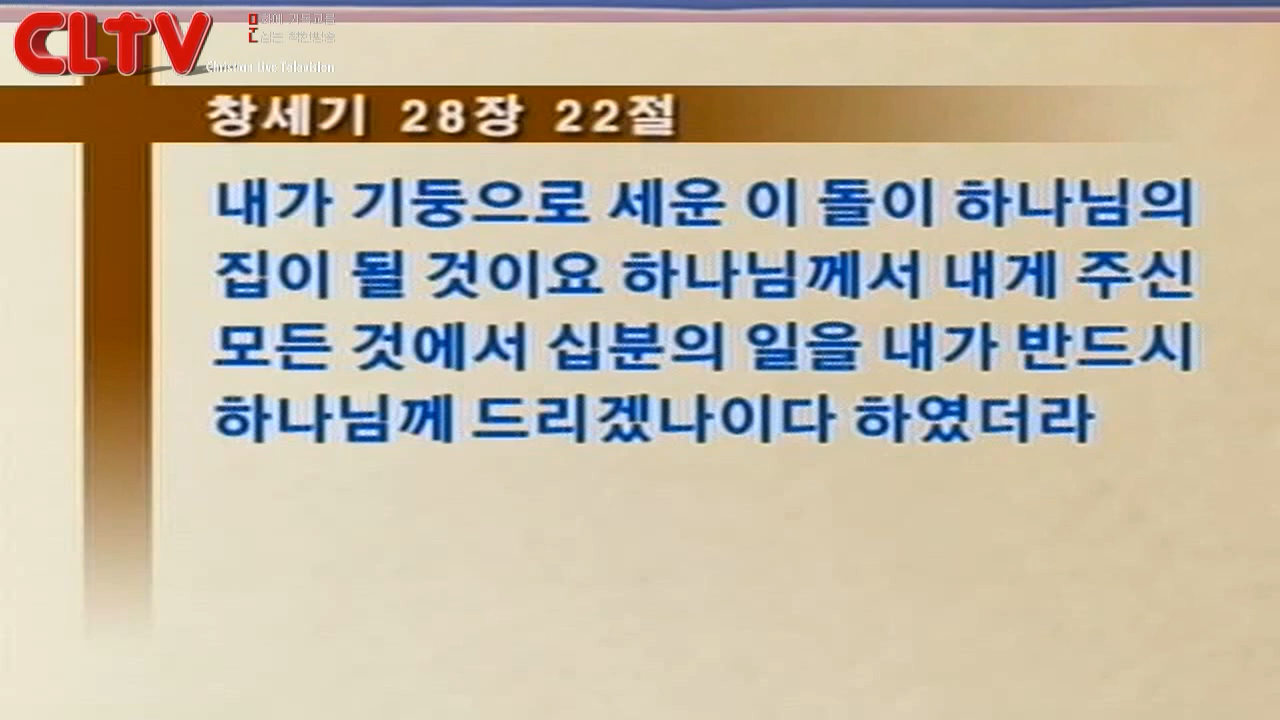 CLTV
Christian Live Television
창세기 28장 22절
내가 기둥으로 세운 이 돌이 하나님의
집이 될 것이요 하나님께서 내게 주신
모든 것에서 십분의 일을 내가 반드시
하나님께 드리겠나이다 하였더라